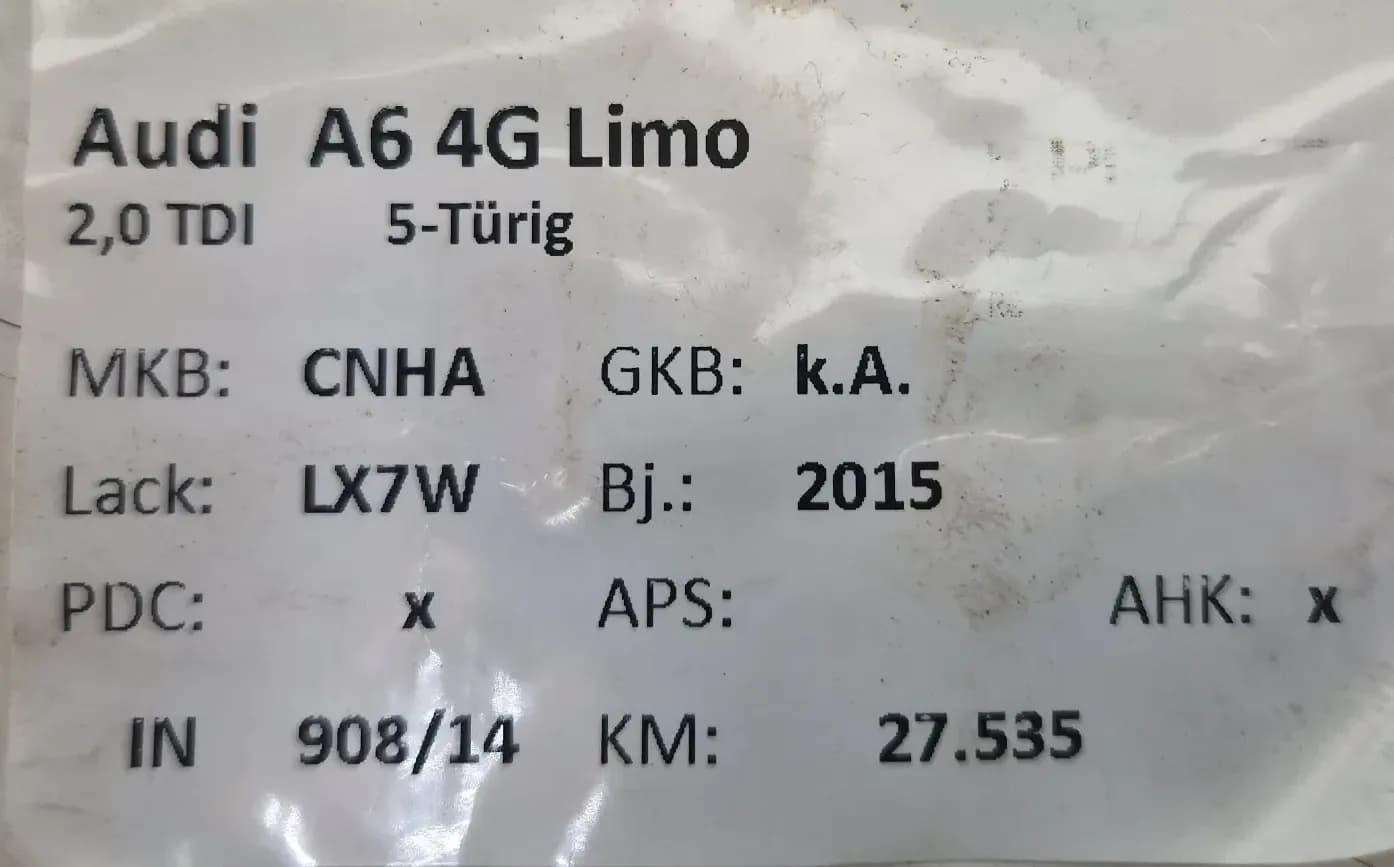 Audi A6 4G Limo
2,0 TDI 5-Türig
MKB: CNHA GKB: k.A.
Lack: LX7W Bj.: 2015
PDC: x APS: AHK: x
IN 908/14 KM: 27.535